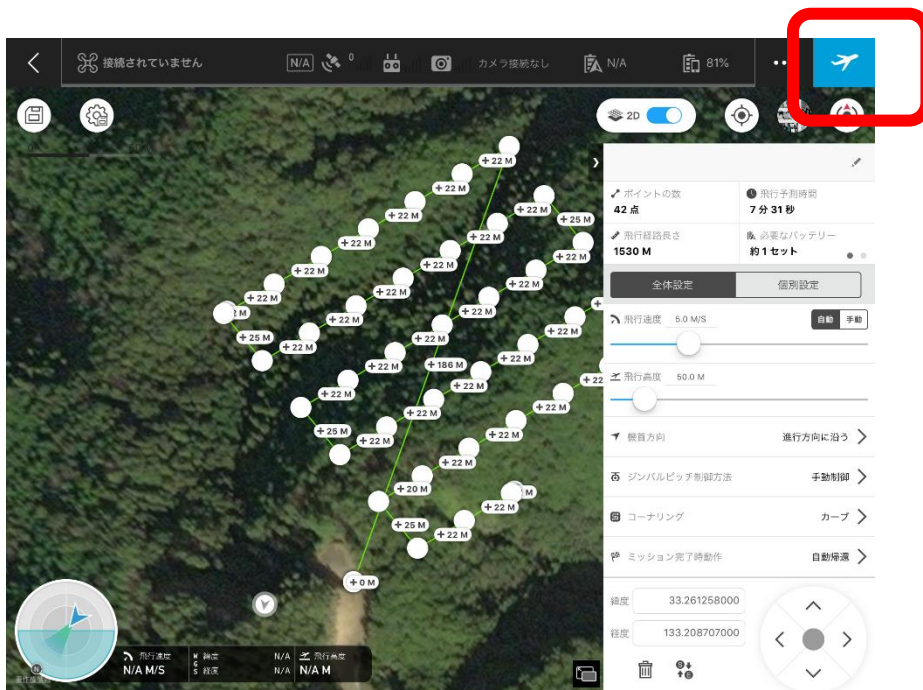 接続されていません N/A 0 カメラ接続なし N/A 81%
2D
ポイントの数 飛行予測時間
42 点 7 分 31 秒
飛行経路長さ 必要なバッテリー
1530 M 約 1 セット
全体設定 個別設定
飛行速度 5.0 M/S 自動 手動
飛行高度 50.0 M
機首方向 進行方向に沿う
ジンバルピッチ制御方法 手動制御
コーナリング カーブ
ミッション完了時動作 自動帰還
緯度 33.261258000
経度 133.208707000
+ 22 M
+ 22 M
+ 22 M
+ 22 M
+ 25 M
+ 22 M
+ 22 M
+ 22 M
+ 22 M
+ 22 M
+ 22 M
+ 22 M
+ 22 M
+ 22 M
+ 25 M
+ 22 M
+ 22 M
+ 186 M
+ 22 M
+ 22 M
+ 22 M
+ 22 M
+ 22 M
+ 25 M
+ 22 M
+ 22 M
+ 22 M
+ 20 M
+ 22 M
+ 25 M
+ 22 M
+ 0 M
飛行速度 緯度 N/A 飛行高度
N/A M/S 経度 N/A N/A M